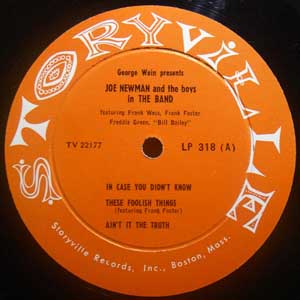 STORYVILLE
George Wein presents
JOE NEWMAN and the boys
in THE BAND
featuring Frank Wess, Frank Foster
Freddie Green, "Bill Bailey"
TV 22177
LP 318 (A)
IN CASE YOU DIDN'T KNOW
THESE FOOLISH THINGS
(featuring Frank Foster)
AIN'T IT THE TRUTH
Storyville Records, Inc., Boston, Mass.